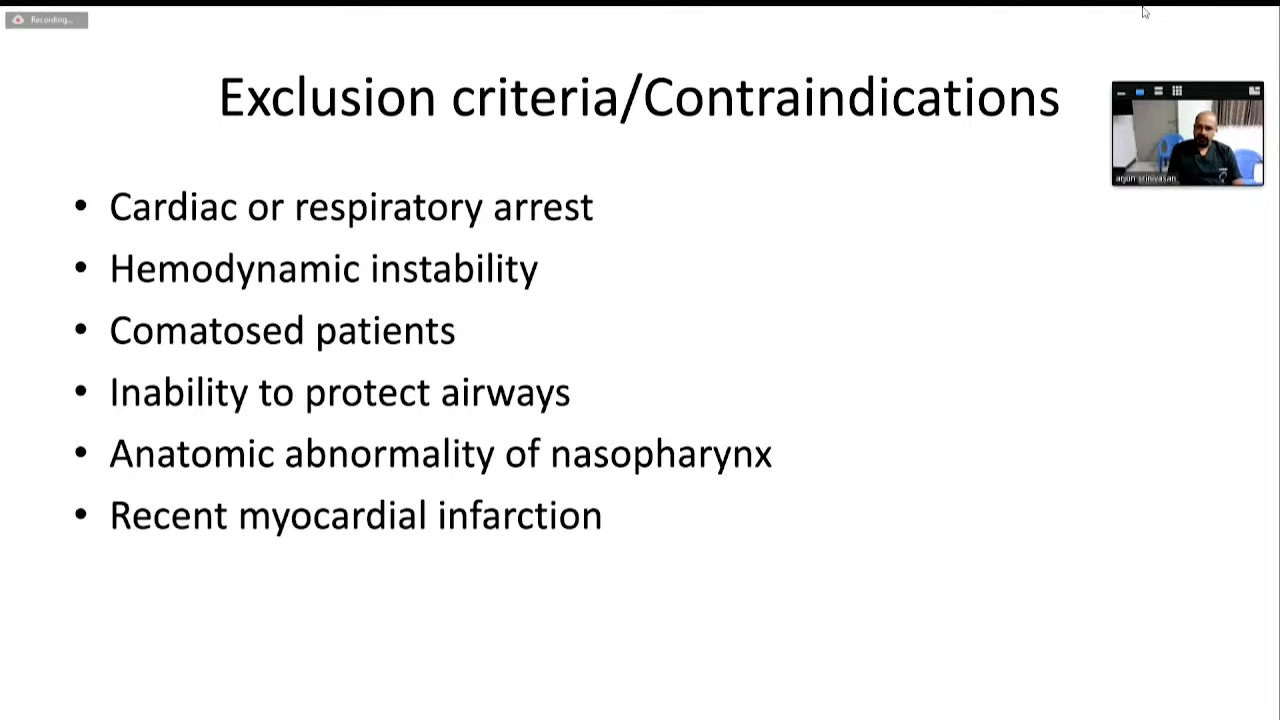 Recording...
Exclusion criteria/Contraindications
arjun srinivasan
• Cardiac or respiratory arrest
• Hemodynamic instability
• Comatosed patients
• Inability to protect airways
• Anatomic abnormality of nasopharynx
• Recent myocardial infarction